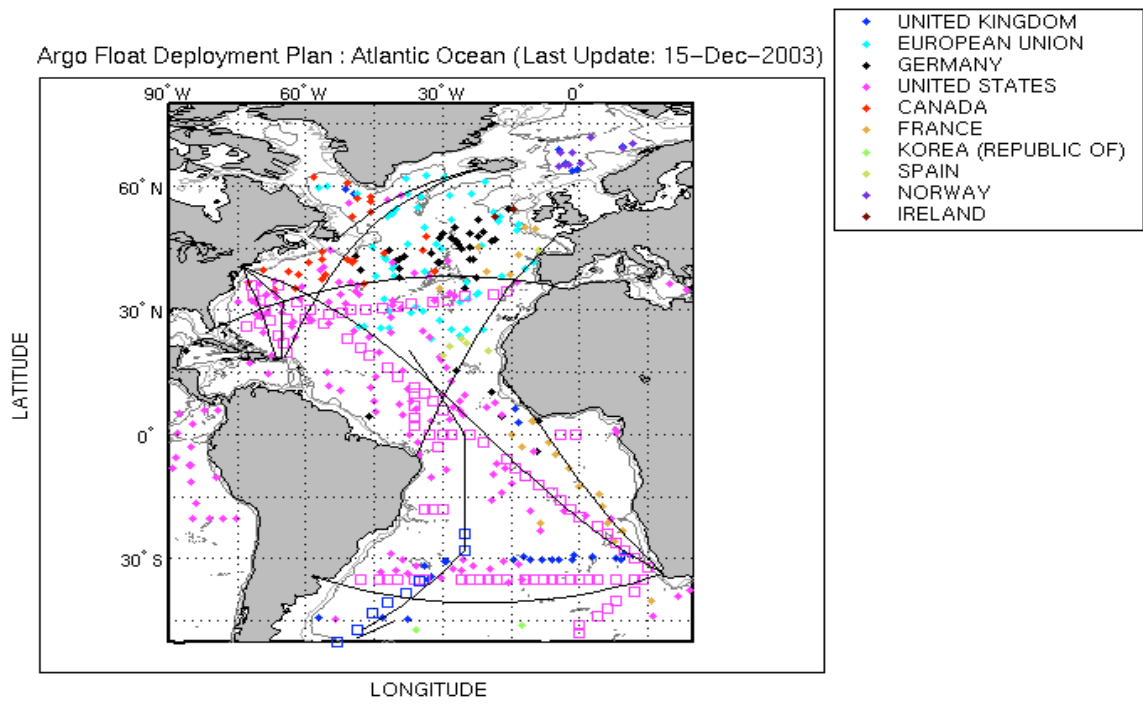 UNITED KINGDOM
EUROPEAN UNION
GERMANY
UNITED STATES
CANADA
FRANCE
KOREA (REPUBLIC OF)
SPAIN
NORWAY
IRELAND
Argo Float Deployment Plan : Atlantic Ocean (Last Update: 15-Dec-2003)
90° W 60° W 30° W 0°
60° N
30° N
0°
30° S
LATITUDE
LONGITUDE